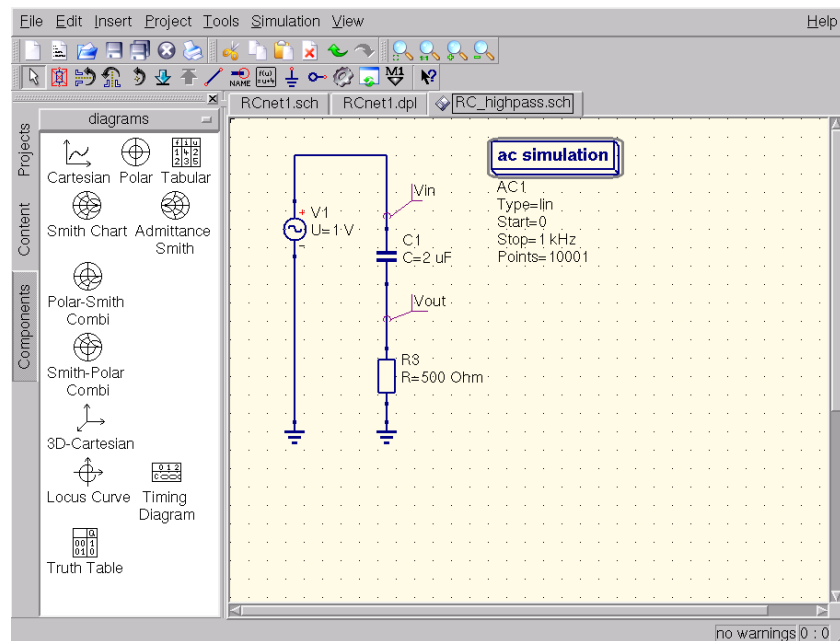 File Edit Insert Project Tools Simulation View Help
NAME
M1
RCnet1.sch RCnet1.dpl RC_highpass.sch
Projects
Content
Components
diagrams
Cartesian Polar Tabular
Smith Chart Admittance
Smith
Polar-Smith
Combi
Smith-Polar
Combi
3D-Cartesian
Locus Curve Timing
Diagram
Truth Table
V1
U=1 V
Vin
C1
C=2 uF
Vout
R3
R=500 Ohm
ac simulation
AC1
Type=lin
Start=0
Stop=1 kHz
Points=10001
no warnings 0 : 0